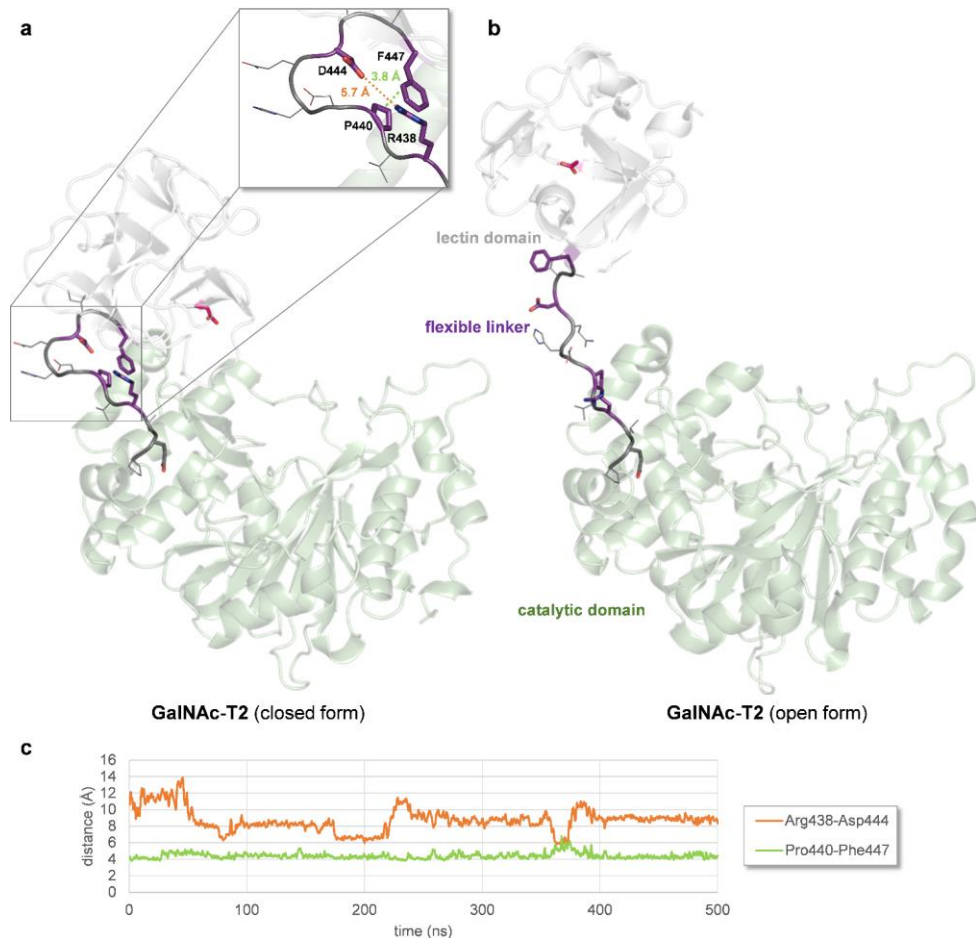 a
b
F447
D444
3.8 Å
5.7 Å
P440
R438
lectin domain
flexible linker
catalytic domain
GalNAc-T2 (closed form)
GalNAc-T2 (open form)
c
distance (Å)
16
14
12
10
8
6
4
2
0
0 100 200 300 400 500
time (ns)
Arg438-Asp444
Pro440-Phe447